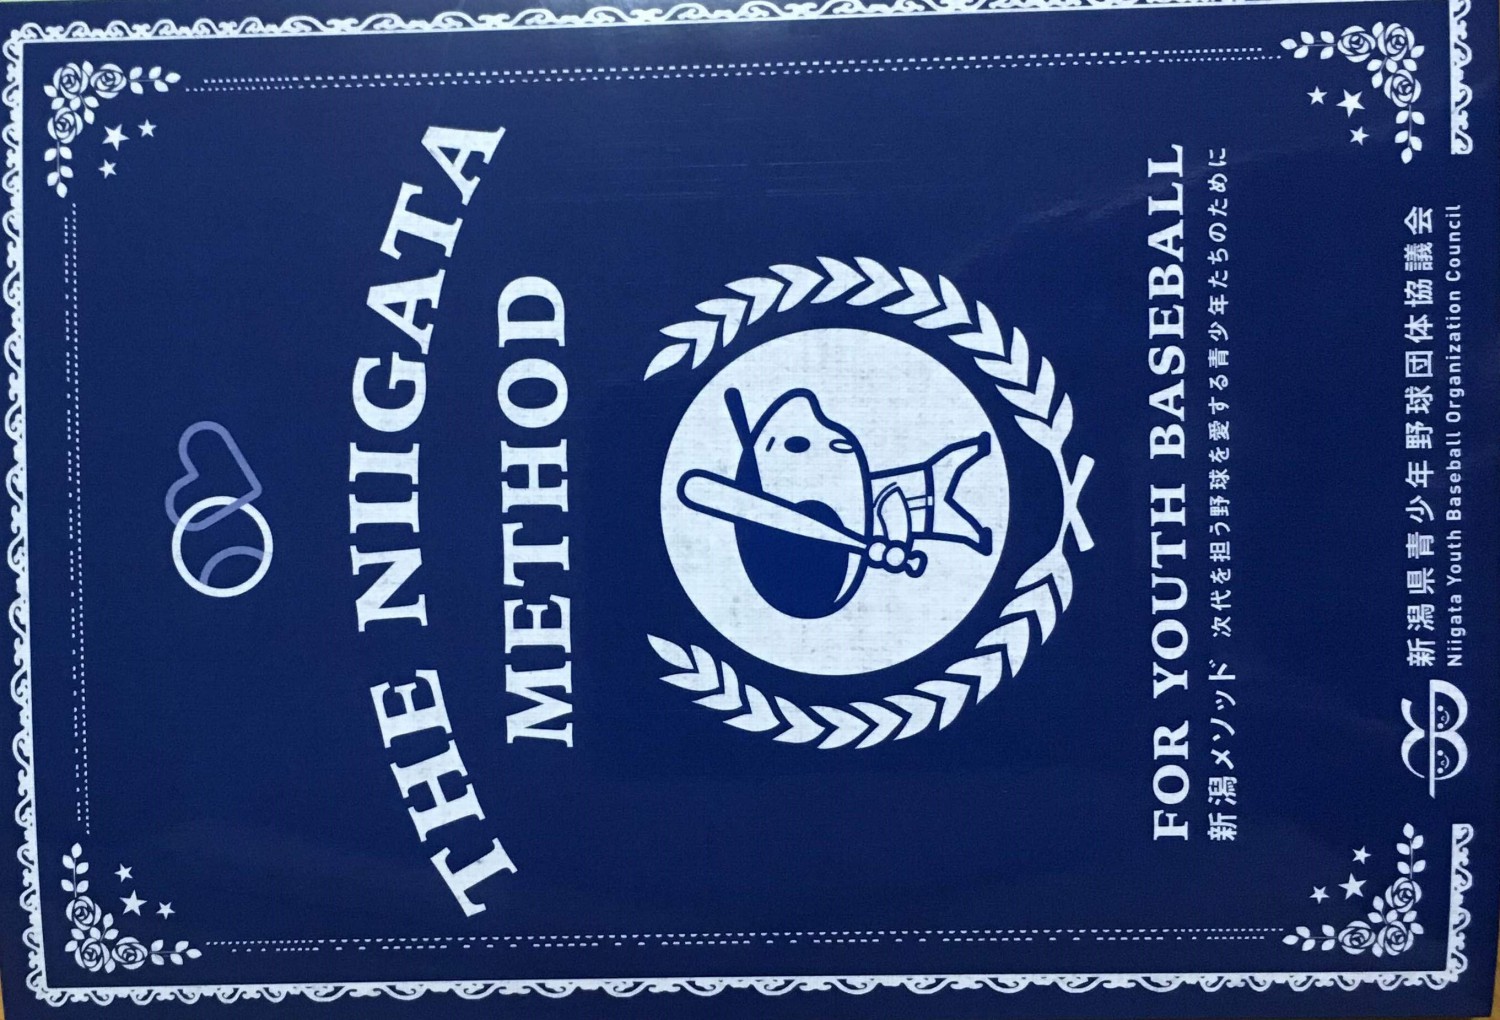 THE NIIGATA
METHOD
FOR YOUTH BASEBALL
新潟メソッド 次代を担う野球を愛する青少年たちのために
新潟県青少年野球団体協議会
Niigata Youth Baseball Organization Council